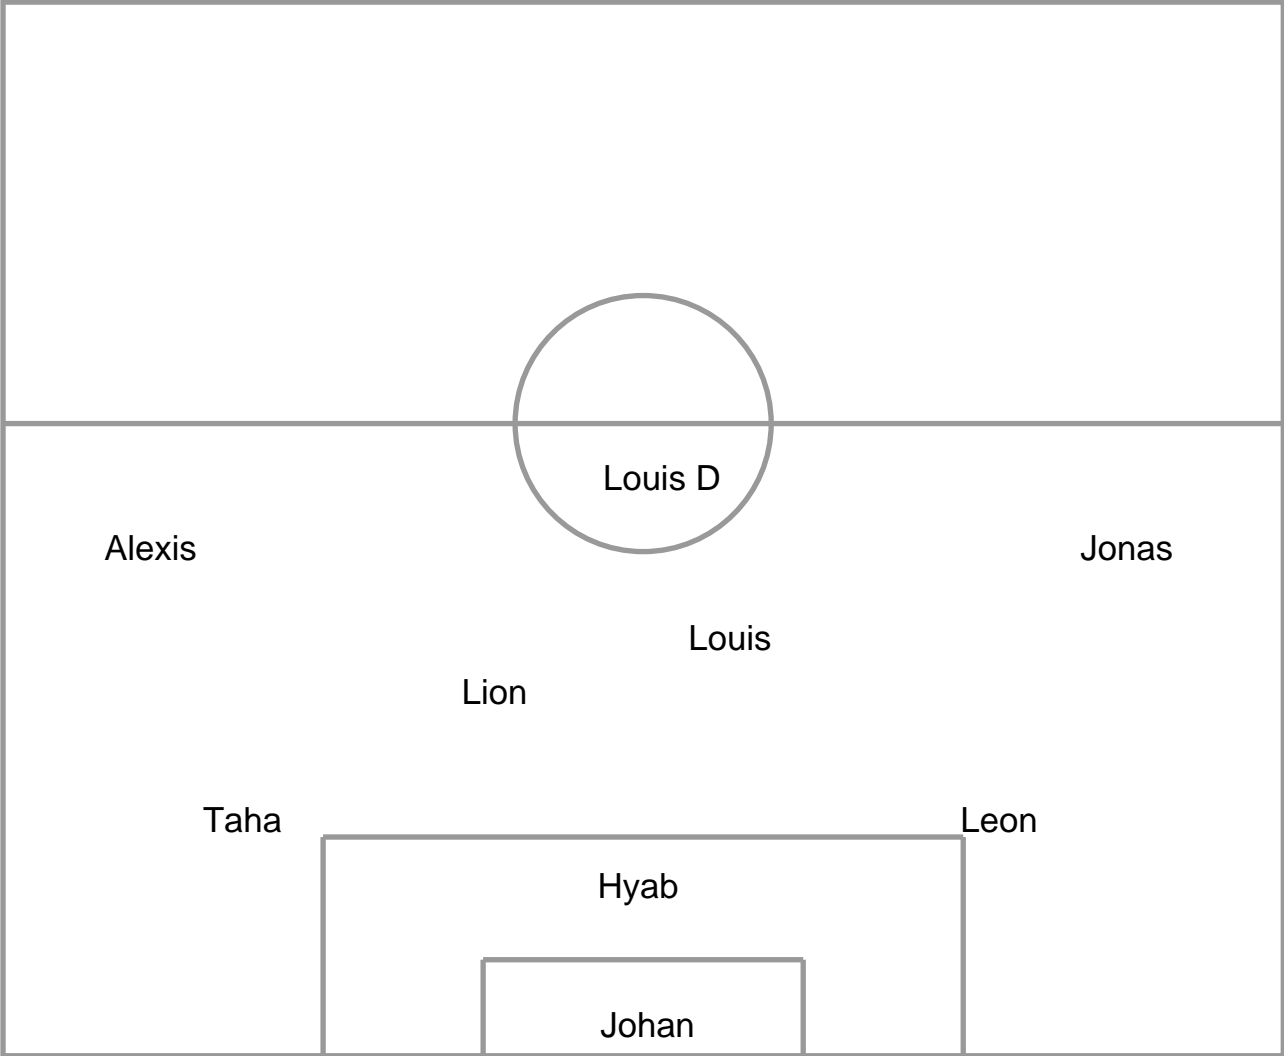 Louis D
Alexis
Jonas
Louis
Lion
Taha
Leon
Hyab
Johan